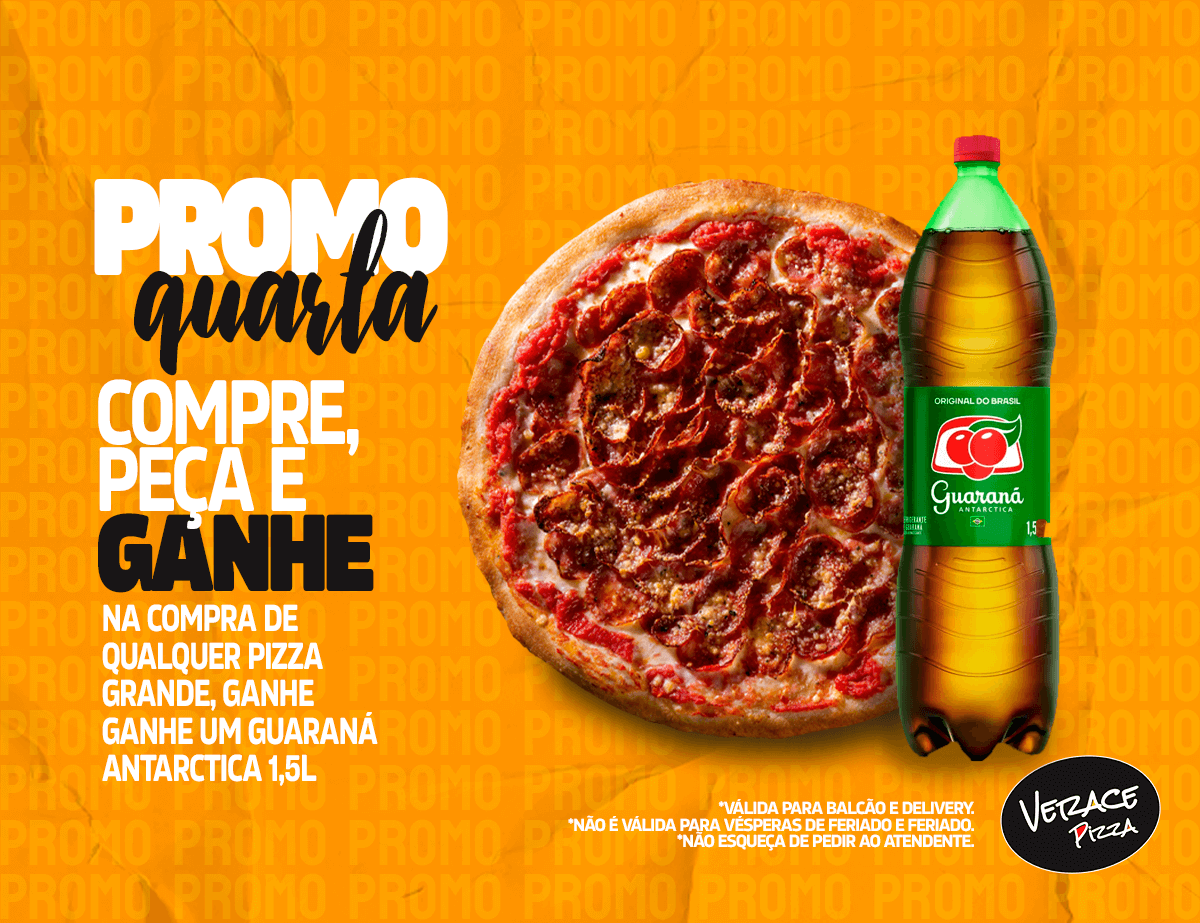 PROMO
quarta
COMPRE,
PEÇA E
GANHE
NA COMPRA DE
QUALQUER PIZZA
GRANDE, GANHE
GANHE UM GUARANÁ
ANTARCTICA 1,5L
ORIGINAL DO BRASIL
Guaraná
ANTARCTICA
1,5
*VÁLIDA PARA BALCÃO E DELIVERY.
*NÃO É VÁLIDA PARA VÉSPERAS DE FERIADO E FERIADO.
*NÃO ESQUEÇA DE PEDIR AO ATENDENTE.
VERACE
PIZZA